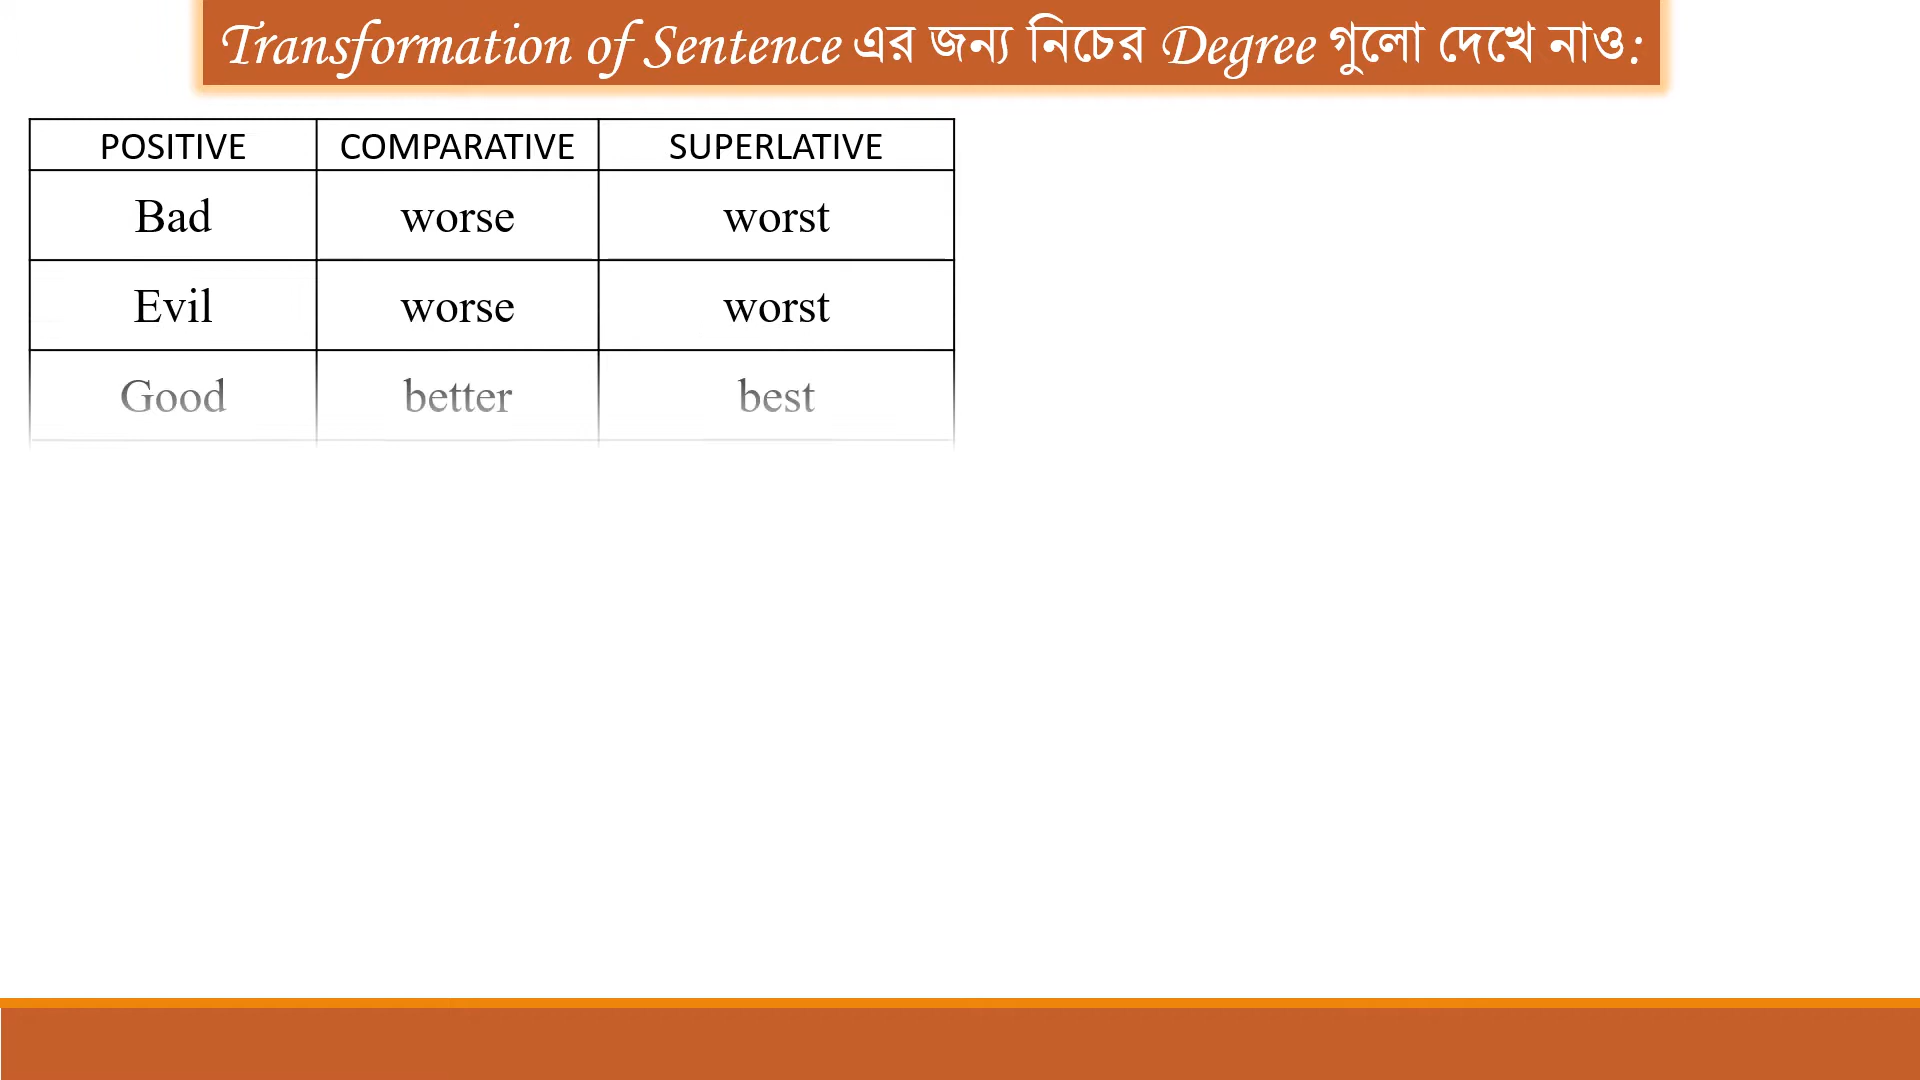 Transformation of Sentence এর জন্য নিচের Degree গুলো দেখে নাও:
POSITIVE COMPARATIVE SUPERLATIVE
Bad worse worst
Evil worse worst
Good better best